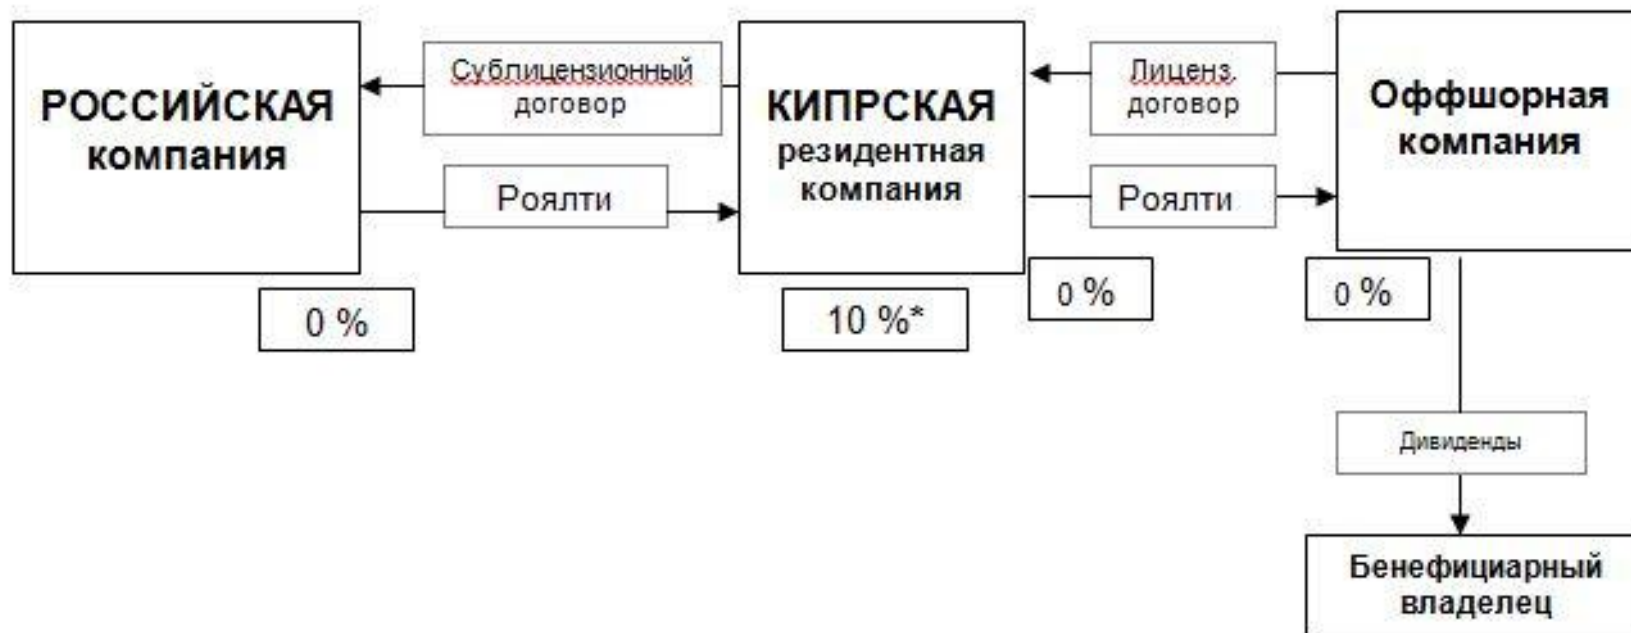 РОССИЙСКАЯ
компания
Сублицензионный
договор
Роялти
0 %
КИПРСКАЯ
резидентная
компания
10 %*
Лиценз.
договор
Роялти
0 %
Оффшорная
компания
0 %
Дивиденды
Бенефициарный
владелец